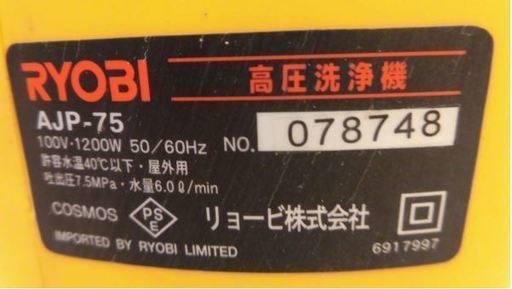 RYOBI 高圧洗浄機
AJP-75
100V・1200W 50/60Hz NO. 078748
許容水温40℃以下・屋外用
吐出圧7.5MPa・水量6.0ℓ/min
COSMOS PSE リョービ株式会社
IMPORTED BY RYOBI LIMITED 6917997